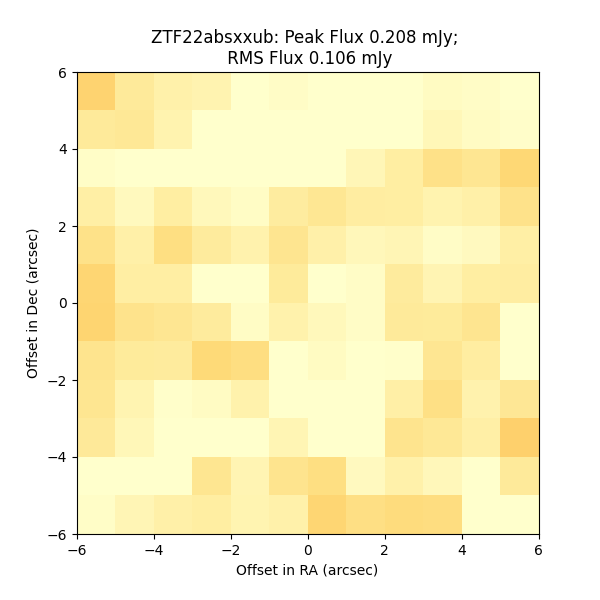 ZTF22absxxub: Peak Flux 0.208 mJy;
RMS Flux 0.106 mJy
6
4
2
0
−2
−4
−6
Offset in Dec (arcsec)
−6 −4 −2 0 2 4 6
Offset in RA (arcsec)